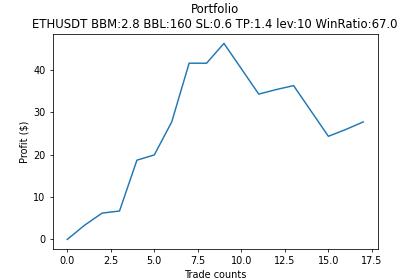 Portfolio
ETHUSDT BBM:2.8 BBL:160 SL:0.6 TP:1.4 lev:10 WinRatio:67.0
Profit ($)
40
30
20
10
0
0.0 2.5 5.0 7.5 10.0 12.5 15.0 17.5
Trade counts